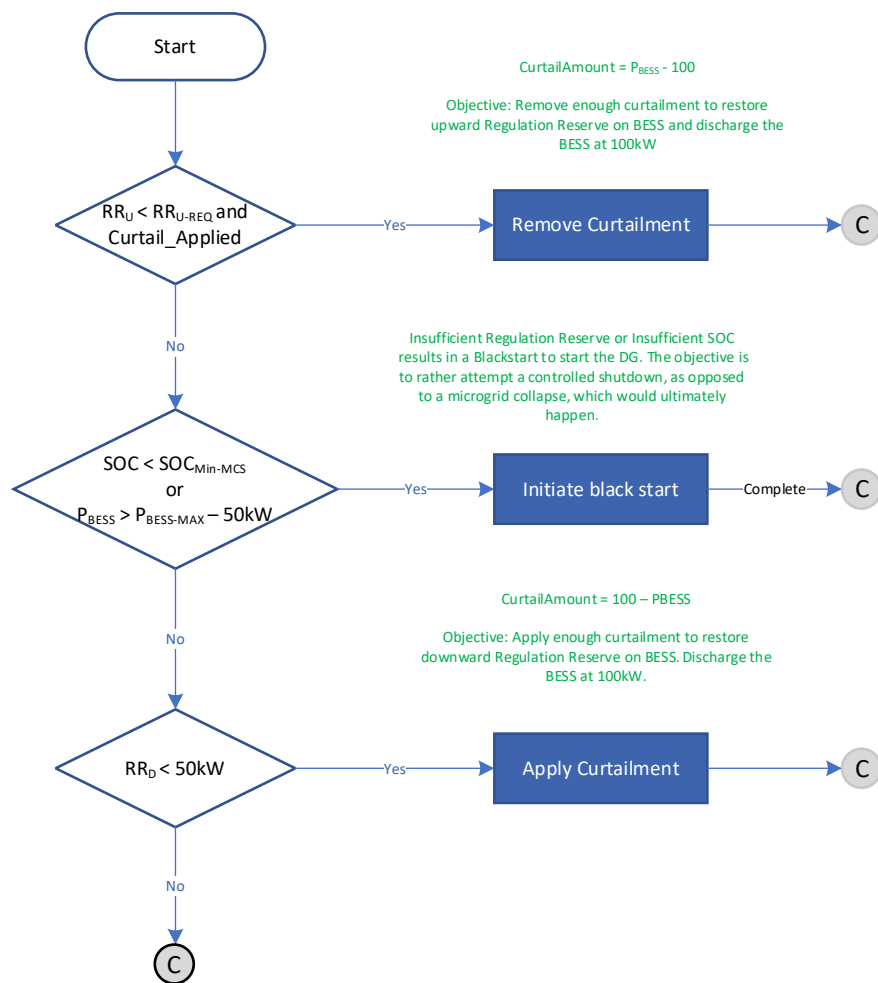 Start
CurtailAmount = PBESS - 100
Objective: Remove enough curtailment to restore
upward Regulation Reserve on BESS and discharge the
BESS at 100kW
RRU < RRU-REQ and
Curtail_Applied
Yes
Remove Curtailment
C
No
Insufficient Regulation Reserve or Insufficient SOC
results in a Blackstart to start the DG. The objective is
to rather attempt a controlled shutdown, as opposed
to a microgrid collapse, which would ultimately
happen.
SOC < SOCMin-MCS
or
PBESS > PBESS-MAX – 50kW
Yes
Initiate black start
Complete
C
No
CurtailAmount = 100 – PBESS
Objective: Apply enough curtailment to restore
downward Regulation Reserve on BESS. Discharge the
BESS at 100kW.
RRD < 50kW
Yes
Apply Curtailment
C
No
C